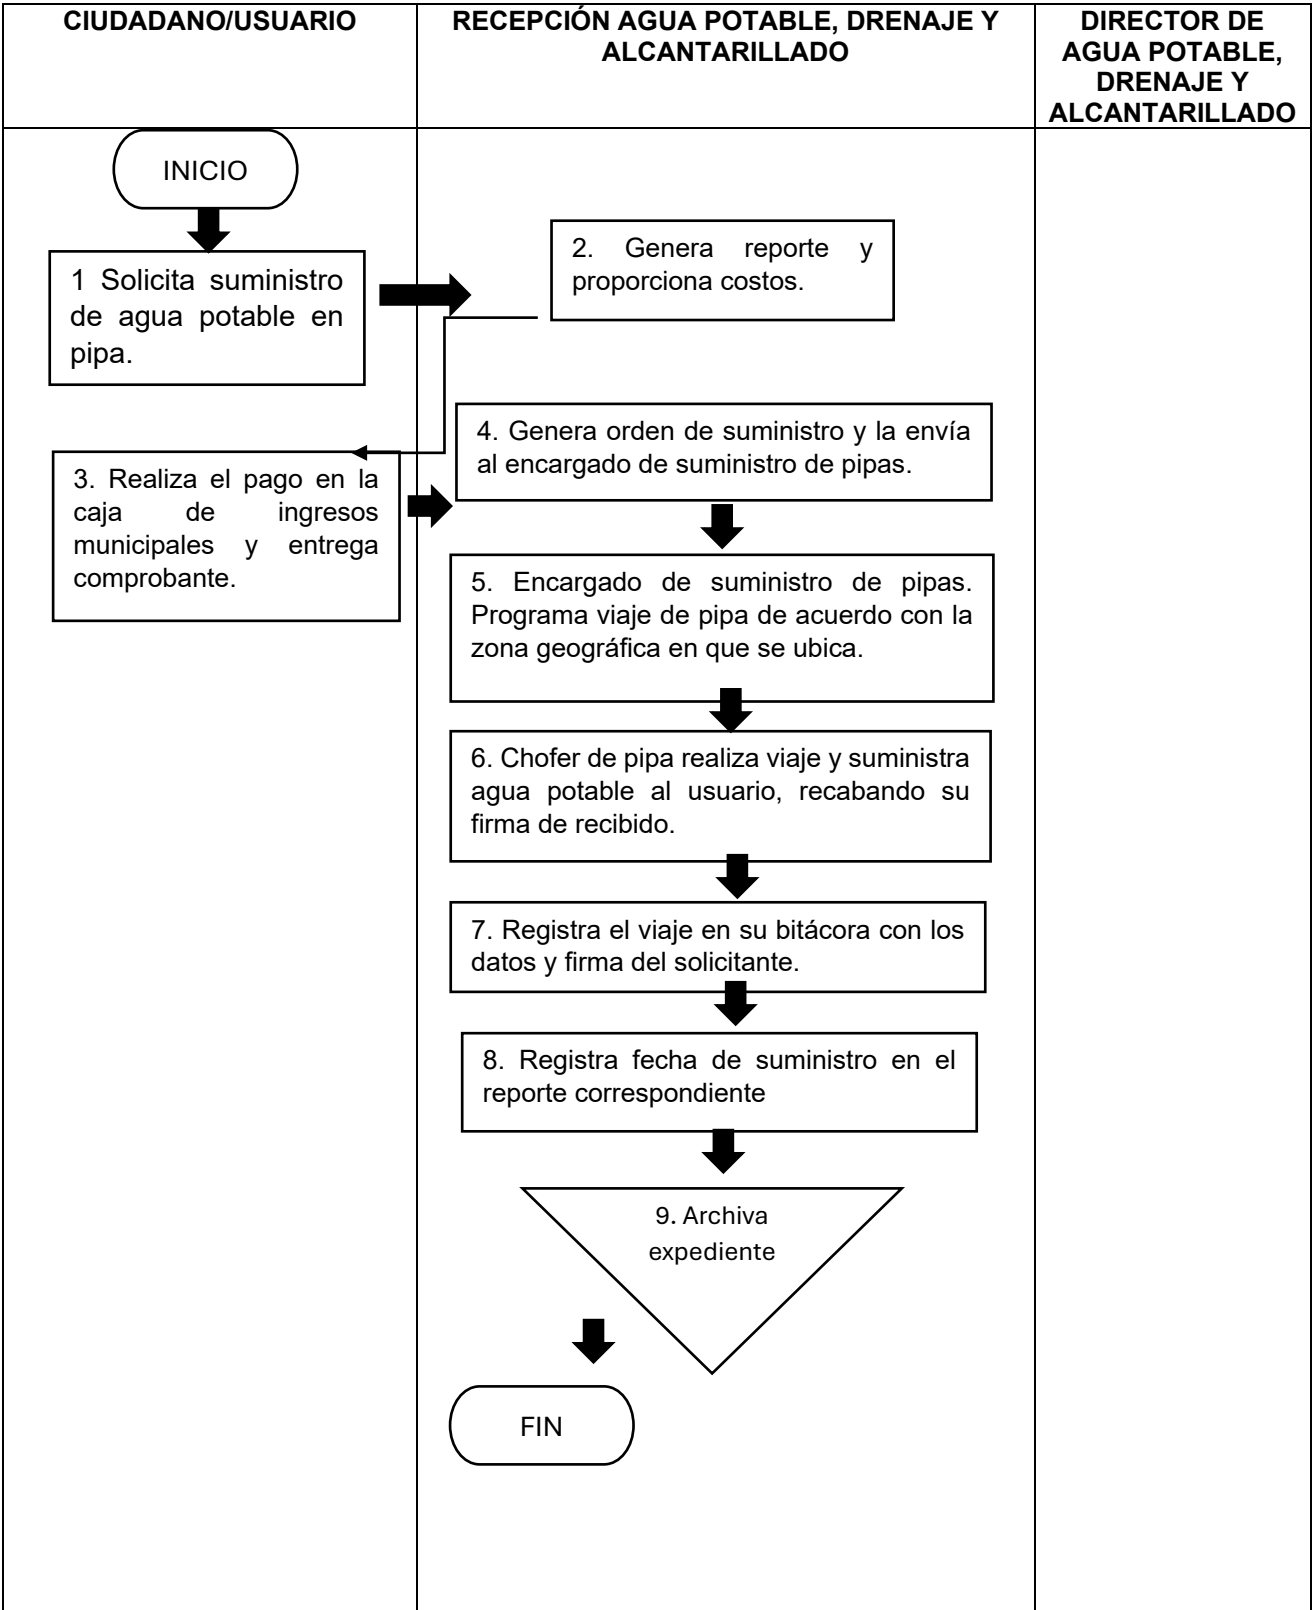 CIUDADANO/USUARIO
RECEPCIÓN AGUA POTABLE, DRENAJE Y
ALCANTARILLADO
DIRECTOR DE
AGUA POTABLE,
DRENAJE Y
ALCANTARILLADO
INICIO
1 Solicita suministro
de agua potable en
pipa.
2. Genera reporte y
proporciona costos.
3. Realiza el pago en la
caja de ingresos
municipales y entrega
comprobante.
4. Genera orden de suministro y la envía
al encargado de suministro de pipas.
5. Encargado de suministro de pipas.
Programa viaje de pipa de acuerdo con la
zona geográfica en que se ubica.
6. Chofer de pipa realiza viaje y suministra
agua potable al usuario, recabando su
firma de recibido.
7. Registra el viaje en su bitácora con los
datos y firma del solicitante.
8. Registra fecha de suministro en el
reporte correspondiente
9. Archiva
expediente
FIN